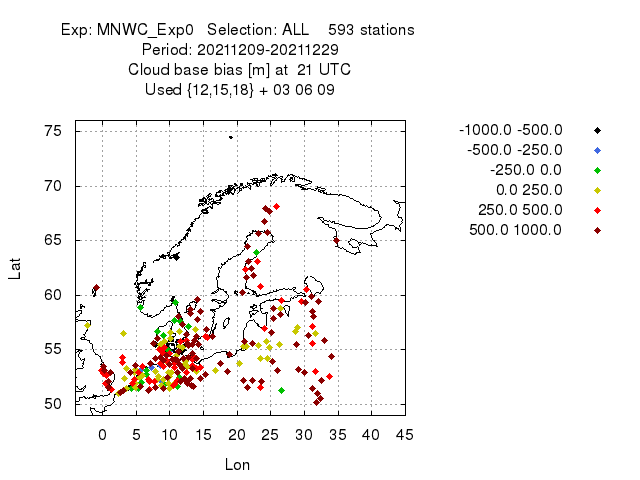 Exp: MNWC_Exp0 Selection: ALL 593 stations
Period: 20211209-20211229
Cloud base bias [m] at 21 UTC
Used {12,15,18} + 03 06 09
-1000.0 -500.0
-500.0 -250.0
-250.0 0.0
0.0 250.0
250.0 500.0
500.0 1000.0
75
70
65
60
55
50
Lat
0 5 10 15 20 25 30 35 40 45
Lon